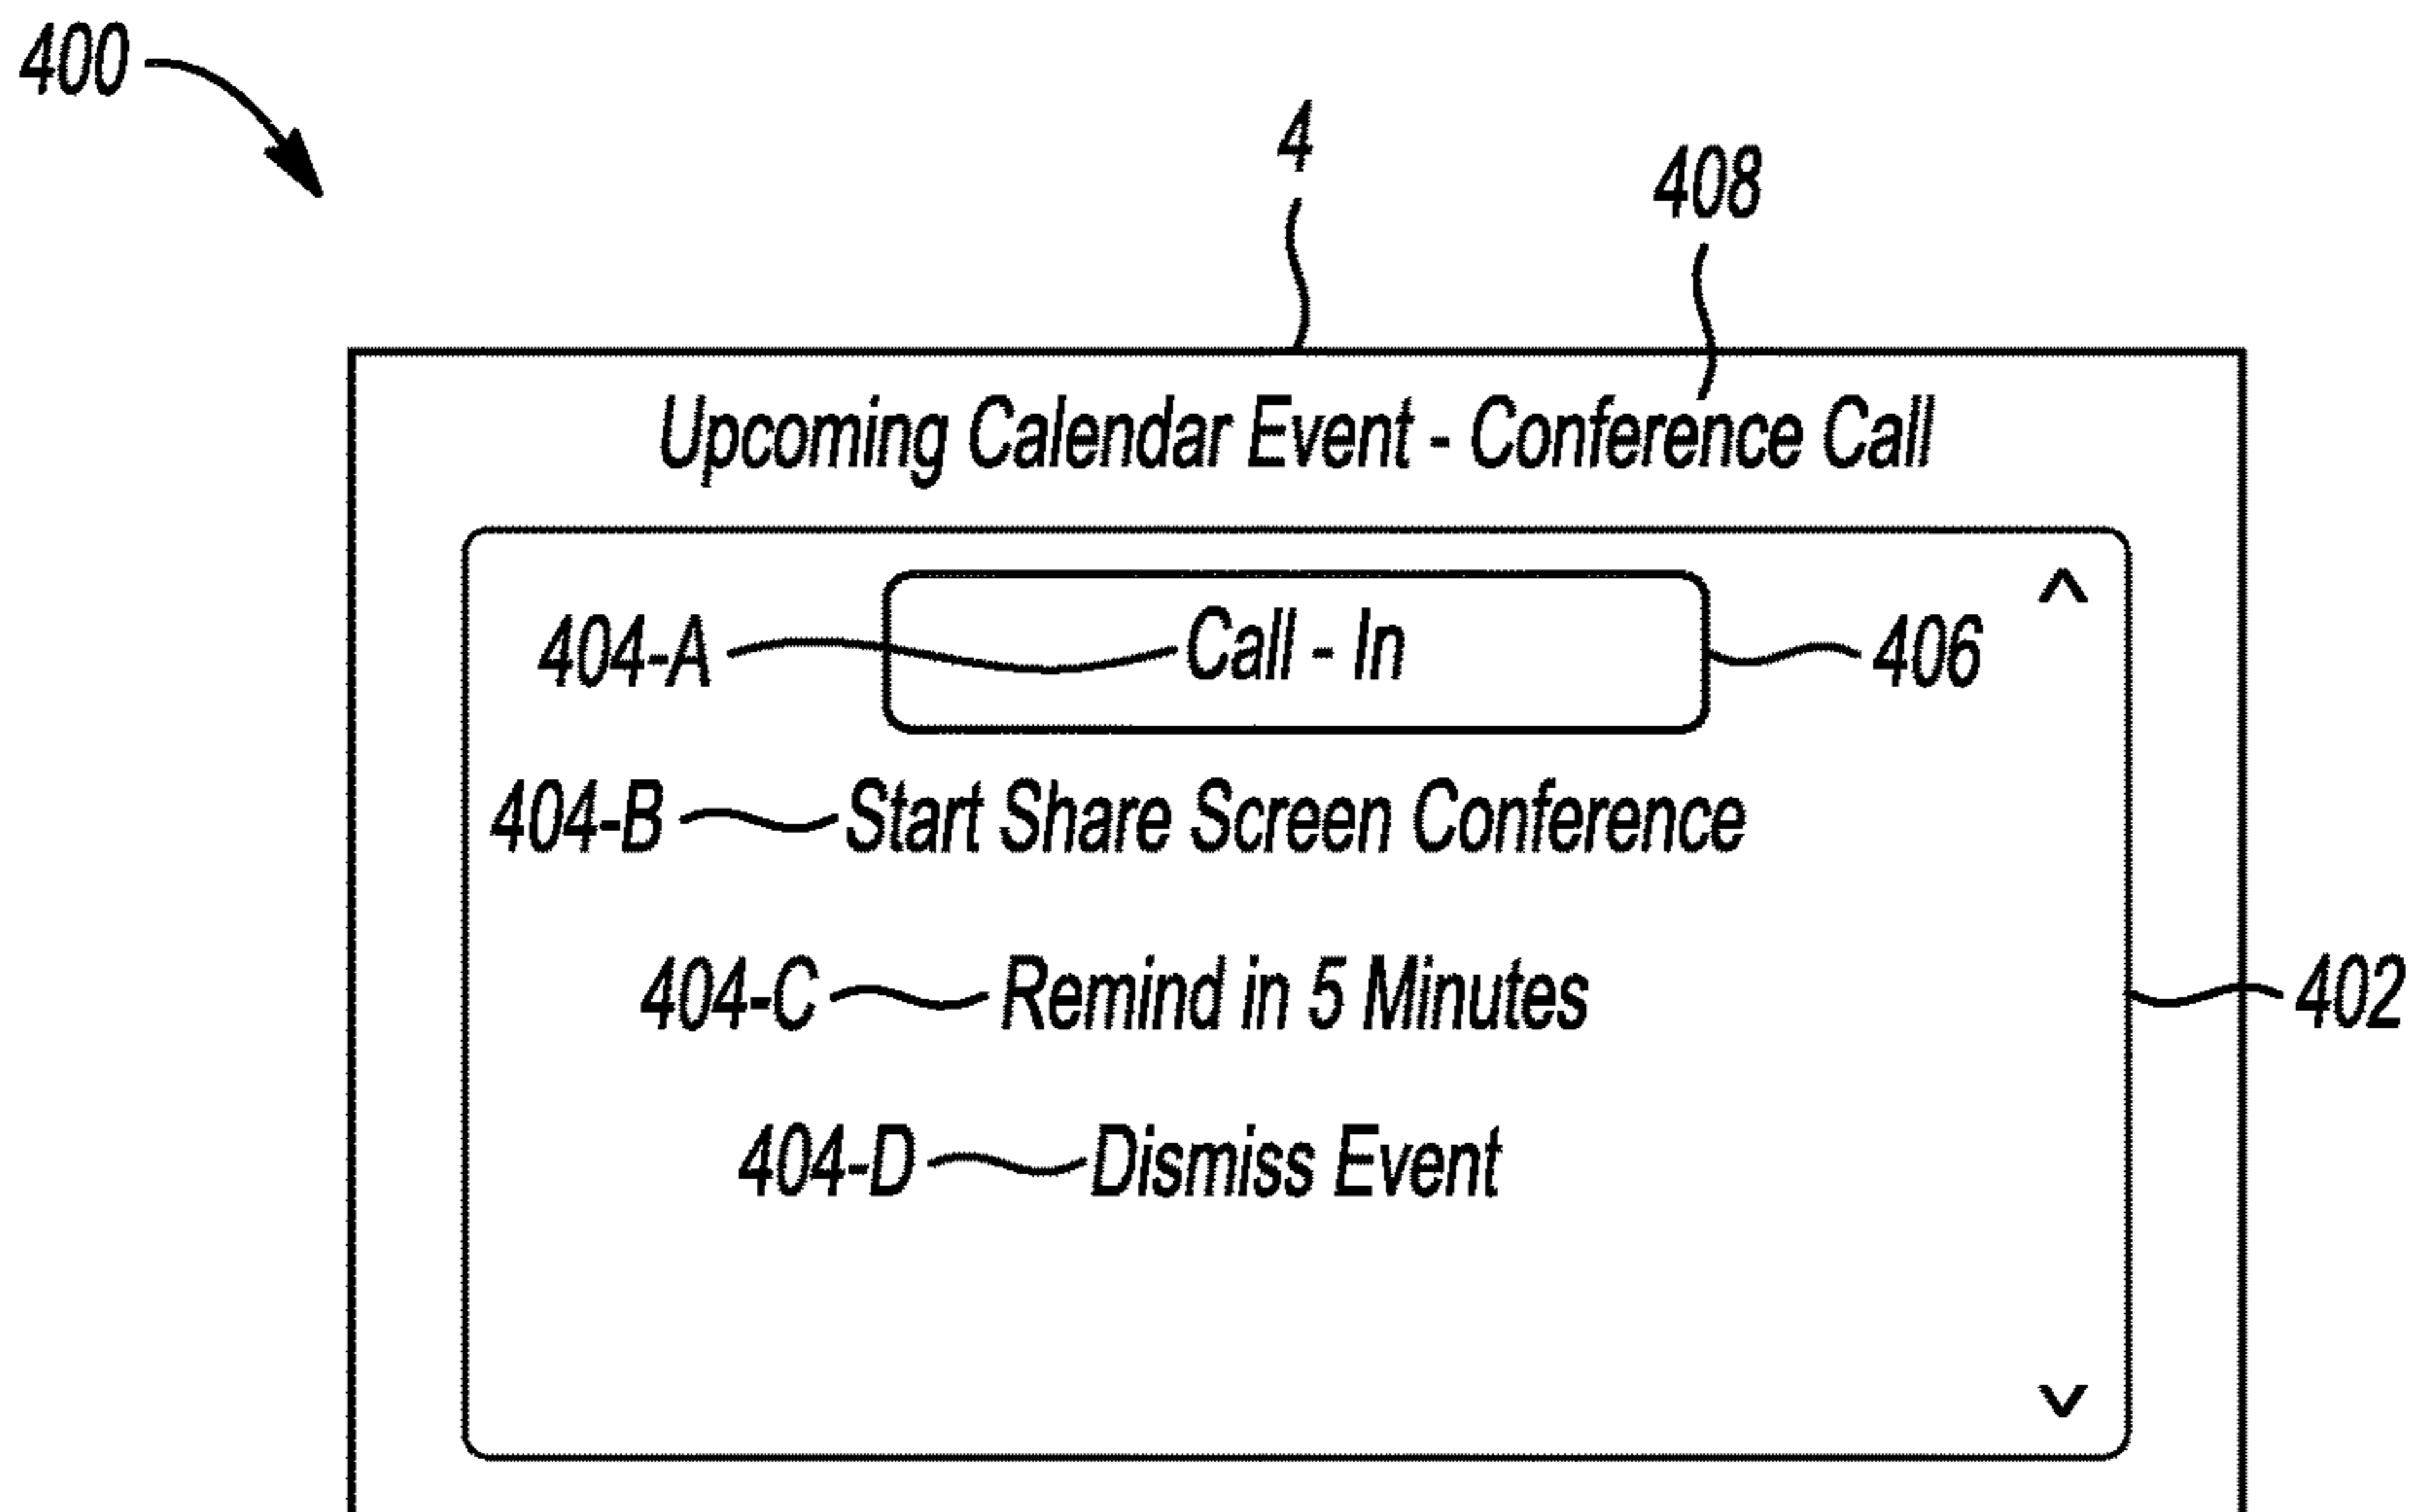 400
4
408
Upcoming Calendar Event - Conference Call
404-A Call - In 406
404-B Start Share Screen Conference
404-C Remind in 5 Minutes 402
404-D Dismiss Event